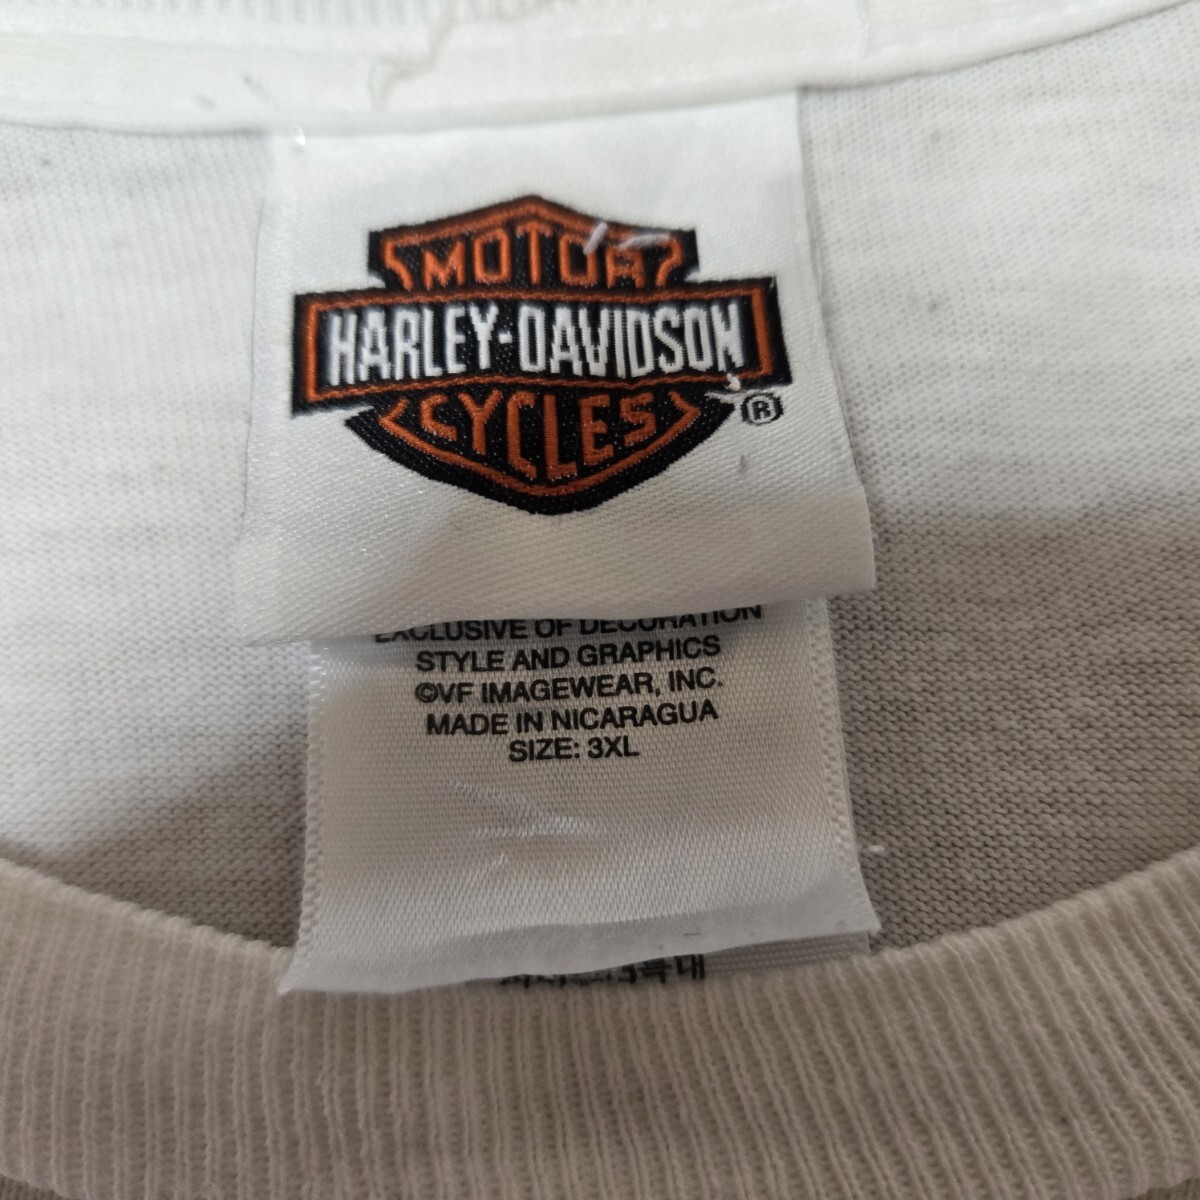 MOTOR
HARLEY-DAVIDSON
CYCLES
®
EXCLUSIVE OF DECORATION
STYLE AND GRAPHICS
©VF IMAGEWEAR, INC.
MADE IN NICARAGUA
SIZE: 3XL